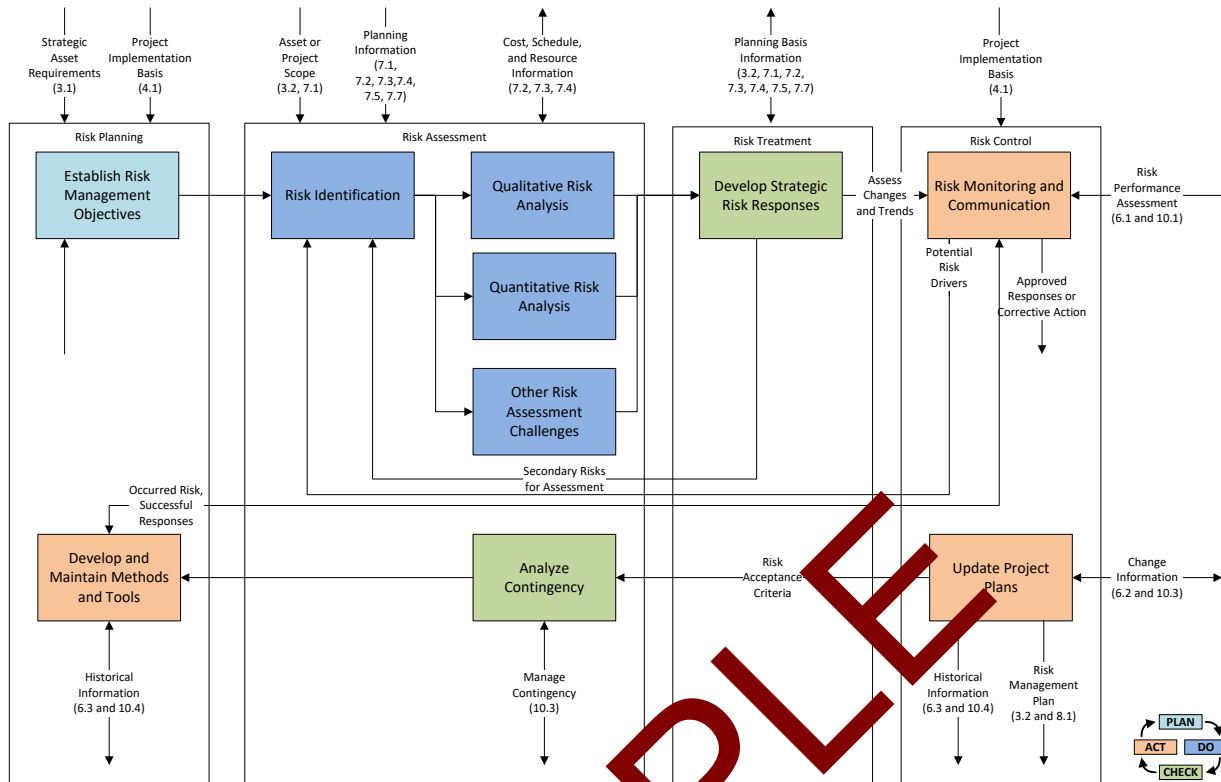 Strategic
Asset
Requirements
(3.1)
Project
Implementation
Basis
(4.1)
Asset or
Project
Scope
(3.2, 7.1)
Planning
Information
(7.1,
7.2, 7.3,7.4,
7.5, 7.7)
Cost, Schedule,
and Resource
Information
(7.2, 7.3, 7.4)
Planning Basis
Information
(3.2, 7.1, 7.2,
7.3, 7.4, 7.5, 7.7)
Project
Implementation
Basis
(4.1)
Risk Planning
Risk Assessment
Risk Treatment
Risk Control
Establish Risk
Management
Objectives
Risk Identification
Qualitative Risk
Analysis
Develop Strategic
Risk Responses
Assess
Changes
and Trends
Risk Monitoring and
Communication
Risk
Performance
Assessment
(6.1 and 10.1)
Quantitative Risk
Analysis
Potential
Risk
Drivers
Approved
Responses or
Corrective Action
Other Risk
Assessment
Challenges
Secondary Risks
for Assessment
Occurred Risk,
Successful
Responses
Develop and
Maintain Methods
and Tools
Analyze
Contingency
Risk
Acceptance
Criteria
Update Project
Plans
Change
Information
(6.2 and 10.3)
Historical
Information
(6.3 and 10.4)
Manage
Contingency
(10.3)
Historical
Information
(6.3 and 10.4)
Risk
Management
Plan
(3.2 and 8.1)
PLAN
ACT
DO
CHECK
PLE